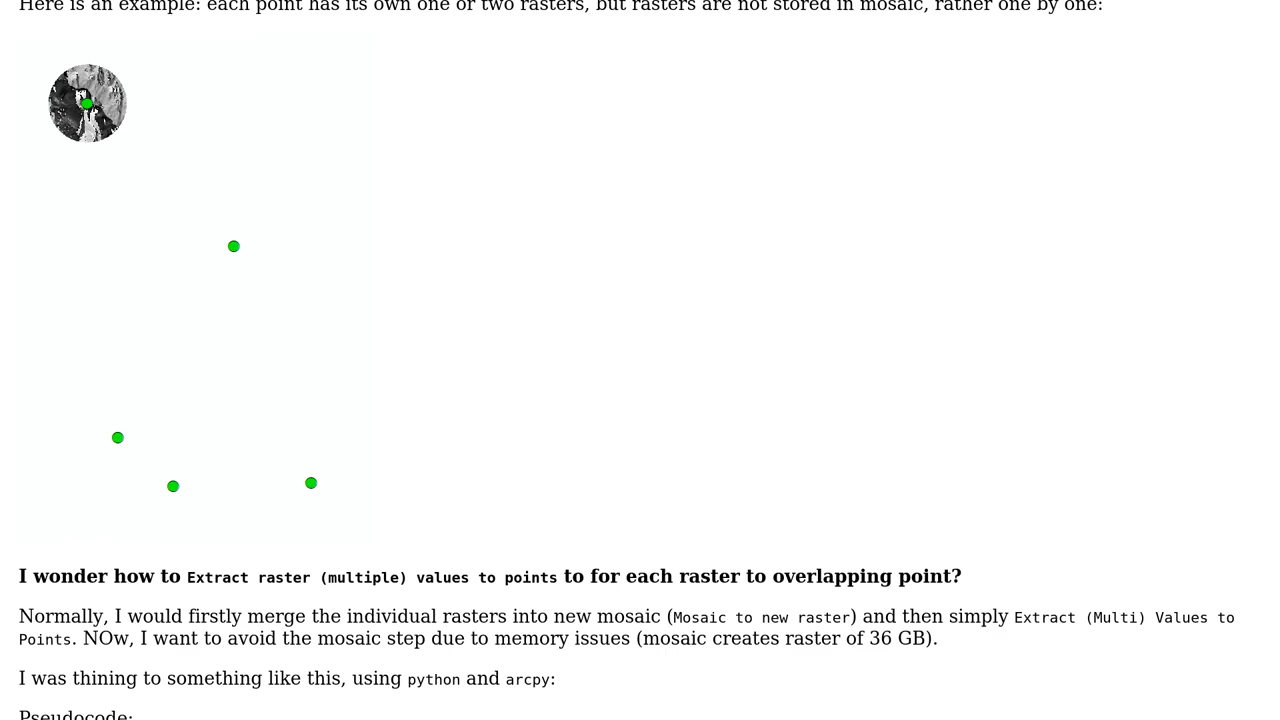 Here is an example: each point has its own one or two rasters, but rasters are not stored in mosaic, rather one by one:
I wonder how to Extract raster (multiple) values to points to for each raster to overlapping point?
Normally, I would firstly merge the individual rasters into new mosaic (Mosaic to new raster) and then simply Extract (Multi) Values to
Points. NOw, I want to avoid the mosaic step due to memory issues (mosaic creates raster of 36 GB).
I was thining to something like this, using python and arcpy:
Pseudocode: